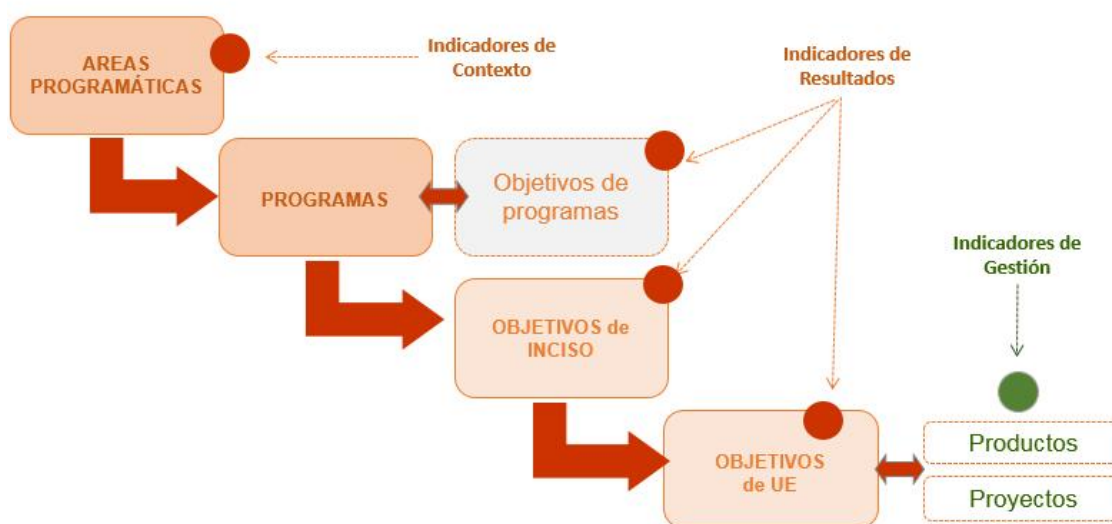 AREAS
PROGRAMÁTICAS
Indicadores de
Contexto
Indicadores de
Resultados
PROGRAMAS
Objetivos de
programas
Indicadores de
Gestión
OBJETIVOS de
INCISO
OBJETIVOS
de UE
Productos
Proyectos